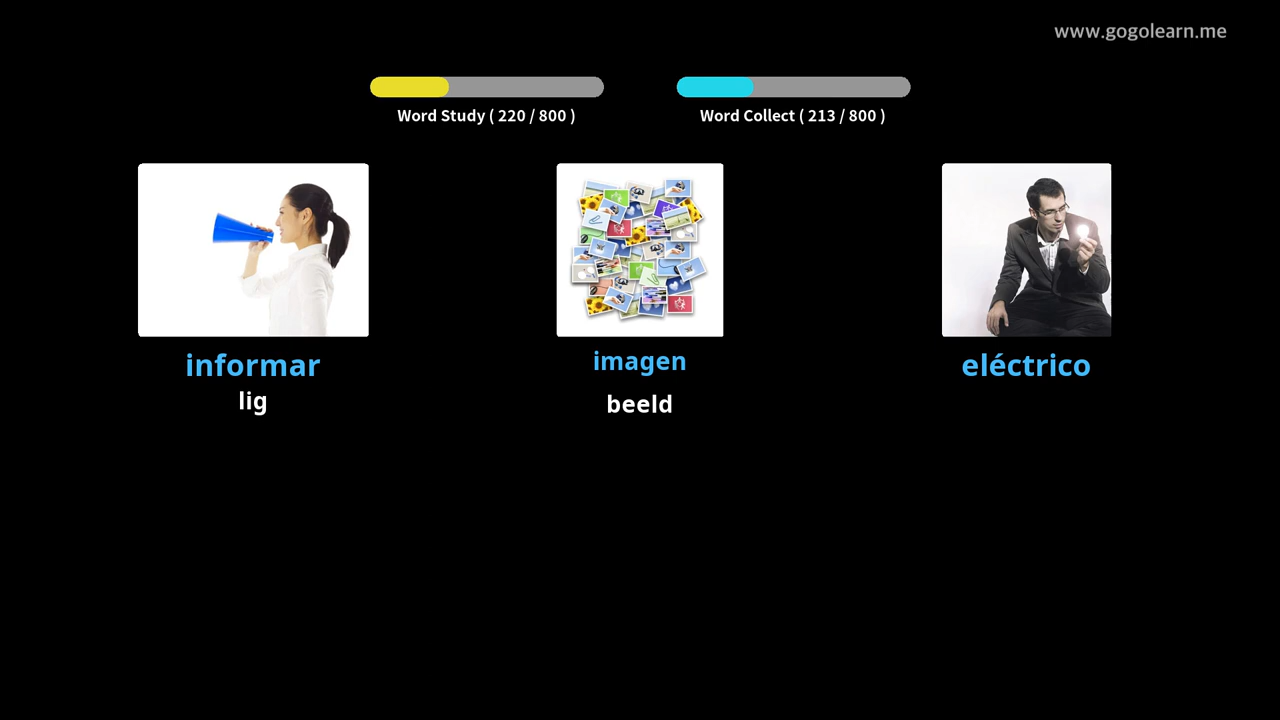 www.gogolearn.me
Word Study ( 220 / 800 )
Word Collect ( 213 / 800 )
informar
lig
imagen
beeld
eléctrico